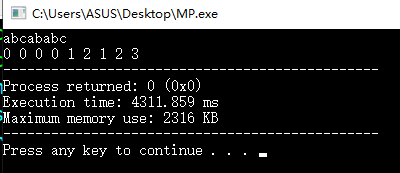 C:\Users\ASUS\Desktop\MP.exe
abcababc
0 0 0 0 1 2 1 2 3
--------------------------------------
Process returned: 0 (0x0)
Execution time: 4311.859 ms
Maximum memory use: 2316 KB
--------------------------------------
Press any key to continue . . .